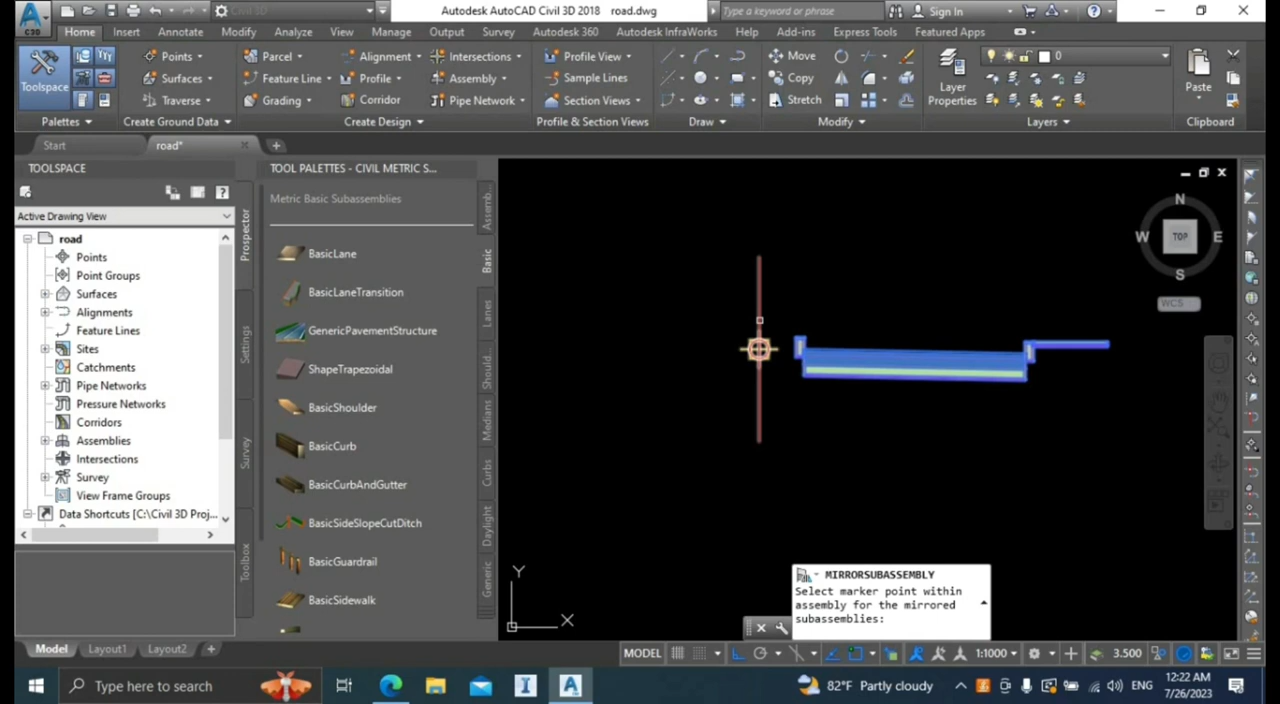 Civil 3D
Autodesk AutoCAD Civil 3D 2018 road.dwg
Type a keyword or phrase
Sign In
C3D
Home Insert Annotate Modify Analyze View Manage Output Survey Autodesk 360 Autodesk InfraWorks Help Add-ins Express Tools Featured Apps
Toolspace
Points
Surfaces
Traverse
Parcel
Feature Line
Grading
Alignment
Profile
Corridor
Intersections
Assembly
Pipe Network
Profile View
Sample Lines
Section Views
Move
Copy
Stretch
Layer
Properties
0
Paste
Palettes Create Ground Data Create Design Profile & Section Views Draw Modify Layers Clipboard
Start road*
TOOLSPACE
Active Drawing View
road
Points
Point Groups
Surfaces
Alignments
Feature Lines
Sites
Catchments
Pipe Networks
Pressure Networks
Corridors
Assemblies
Intersections
Survey
View Frame Groups
Data Shortcuts [C:\Civil 3D Proj...
Prospector
Settings
Survey
Toolbox
TOOL PALETTES - CIVIL METRIC S...
Metric Basic Subassemblies
BasicLane
BasicLaneTransition
GenericPavementStructure
ShapeTrapezoidal
BasicShoulder
BasicCurb
BasicCurbAndGutter
BasicSideSlopeCutDitch
BasicGuardrail
BasicSidewalk
Assemb...
Basic
Lanes
Should...
Medians
Curbs
Daylight
Generic
N
W TOP E
S
WCS
Y
X
MIRRORSUBASSEMBLY
Select marker point within
assembly for the mirrored
subassemblies:
Model Layout1 Layout2
MODEL 1:1000 3.500
Type here to search
82°F Partly cloudy
ENG
12:22 AM
7/26/2023